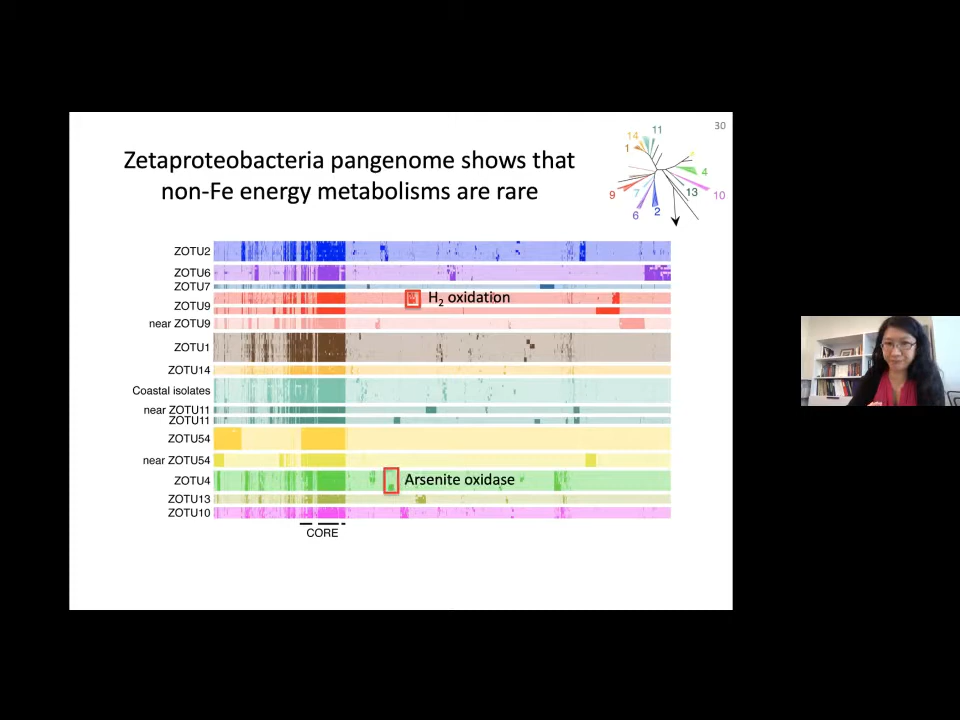 30
Zetaproteobacteria pangenome shows that
non-Fe energy metabolisms are rare
14
11
1
4
9
7
13
10
6
2
ZOTU2
ZOTU6
ZOTU7
ZOTU9
H2 oxidation
near ZOTU9
ZOTU1
ZOTU14
Coastal isolates
near ZOTU11
ZOTU11
ZOTU54
near ZOTU54
ZOTU4
Arsenite oxidase
ZOTU13
ZOTU10
CORE